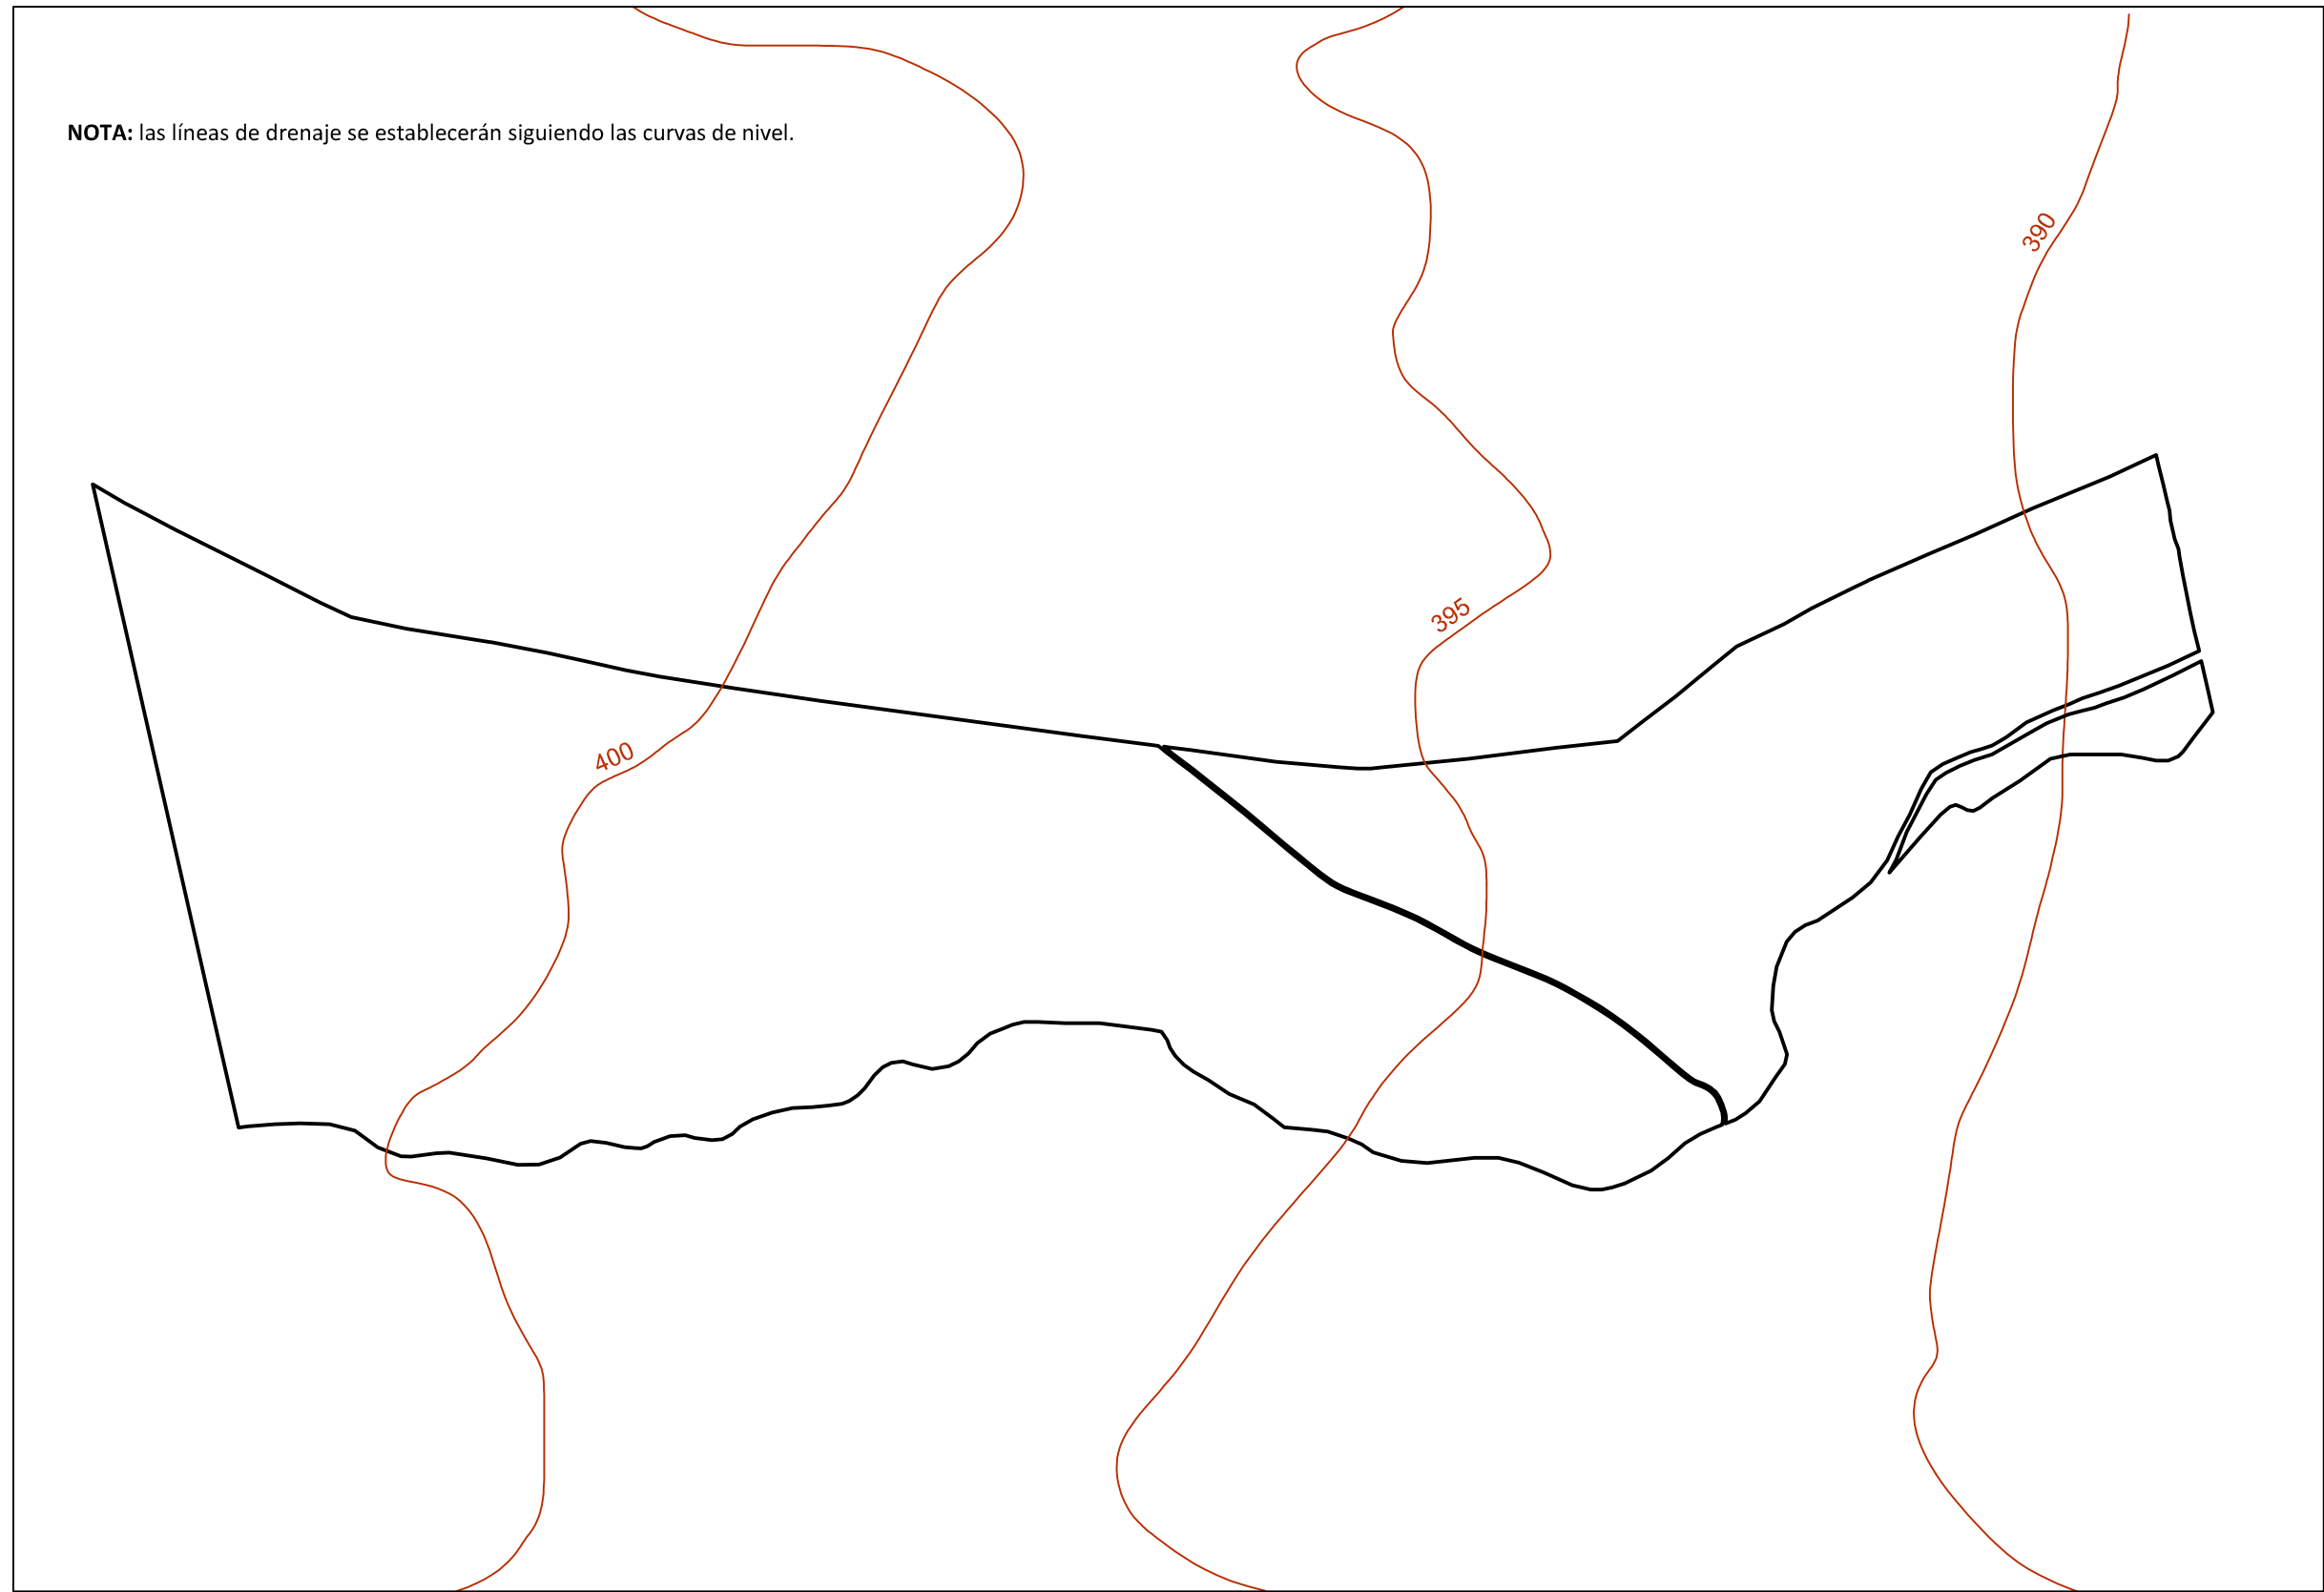 NOTA: las líneas de drenaje se establecerán siguiendo las curvas de nivel.
390
395
400